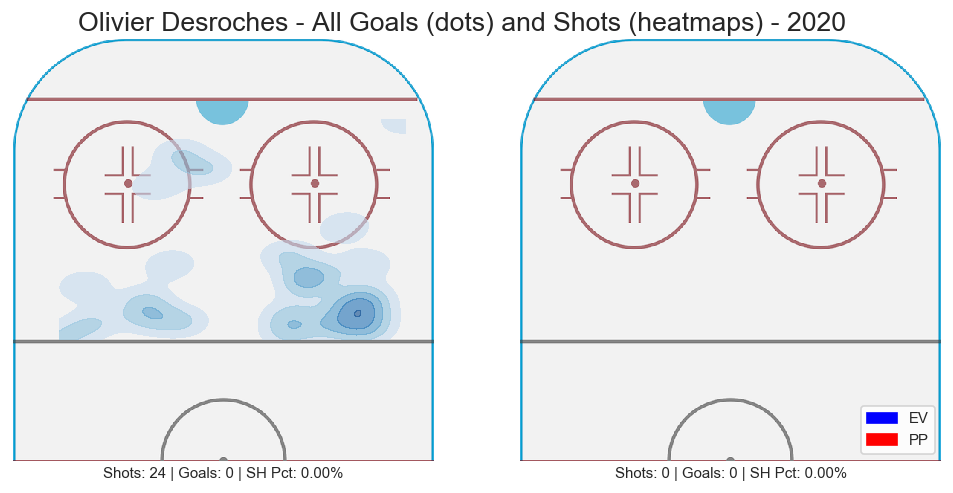 Olivier Desroches - All Goals (dots) and Shots (heatmaps) - 2020
EV
PP
Shots: 24 | Goals: 0 | SH Pct: 0.00%
Shots: 0 | Goals: 0 | SH Pct: 0.00%